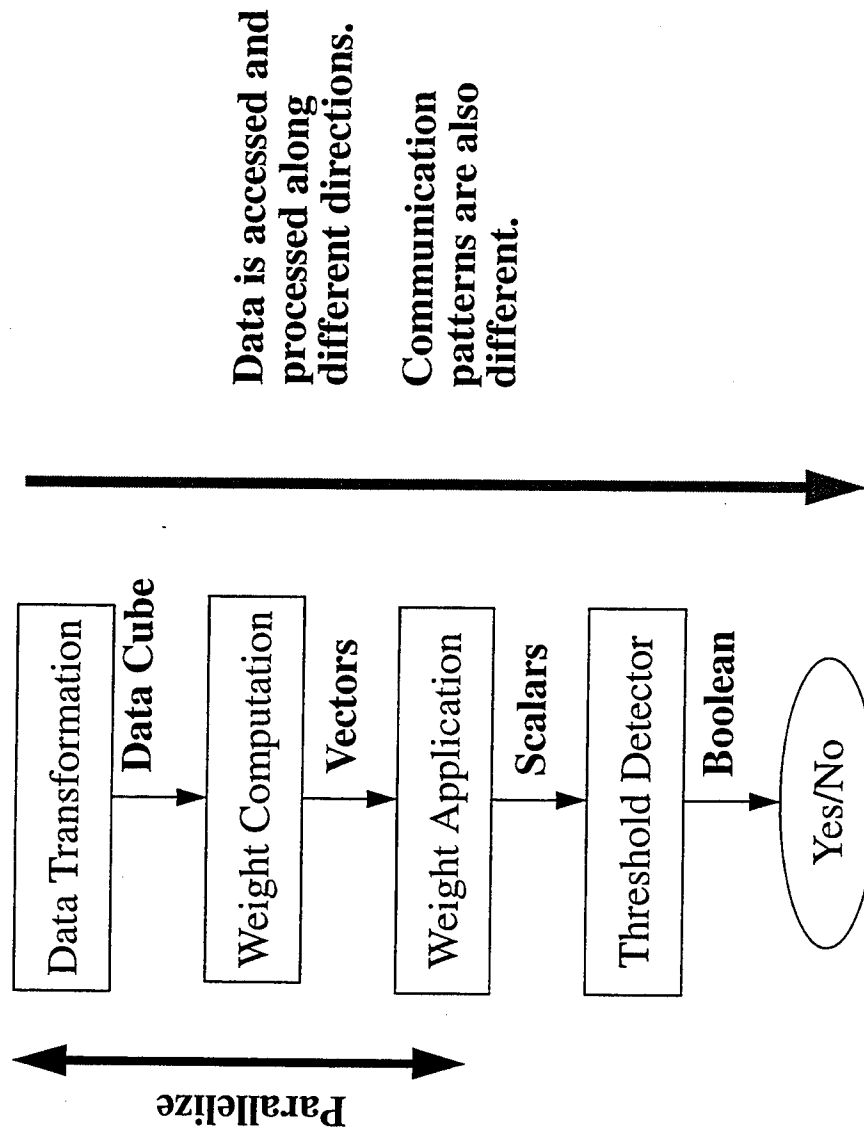 Data Transformation
Data Cube
Weight Computation
Vectors
Weight Application
Scalars
Threshold Detector
Boolean
Yes/No
Parallelize
Data is accessed and
processed along
different directions.
Communication
patterns are also
different.